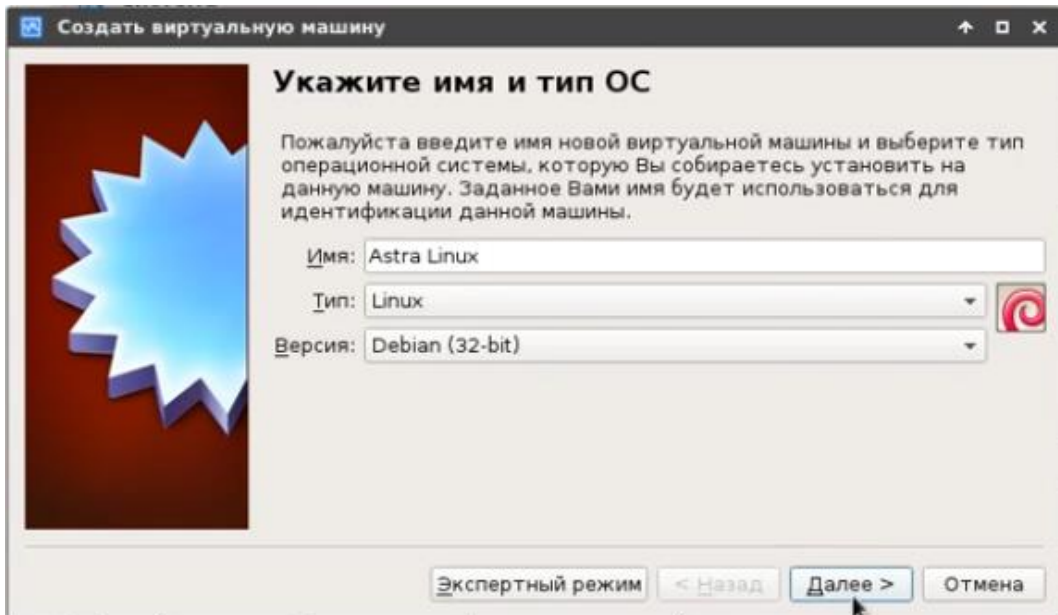 Создать виртуальную машину
Укажите имя и тип ОС
Пожалуйста введите имя новой виртуальной машины и выберите тип
операционной системы, которую Вы собираетесь установить на
данную машину. Заданное Вами имя будет использоваться для
идентификации данной машины.
Имя: Astra Linux
Тип: Linux
Версия: Debian (32-bit)
Экспертный режим < Назад Далее > Отмена